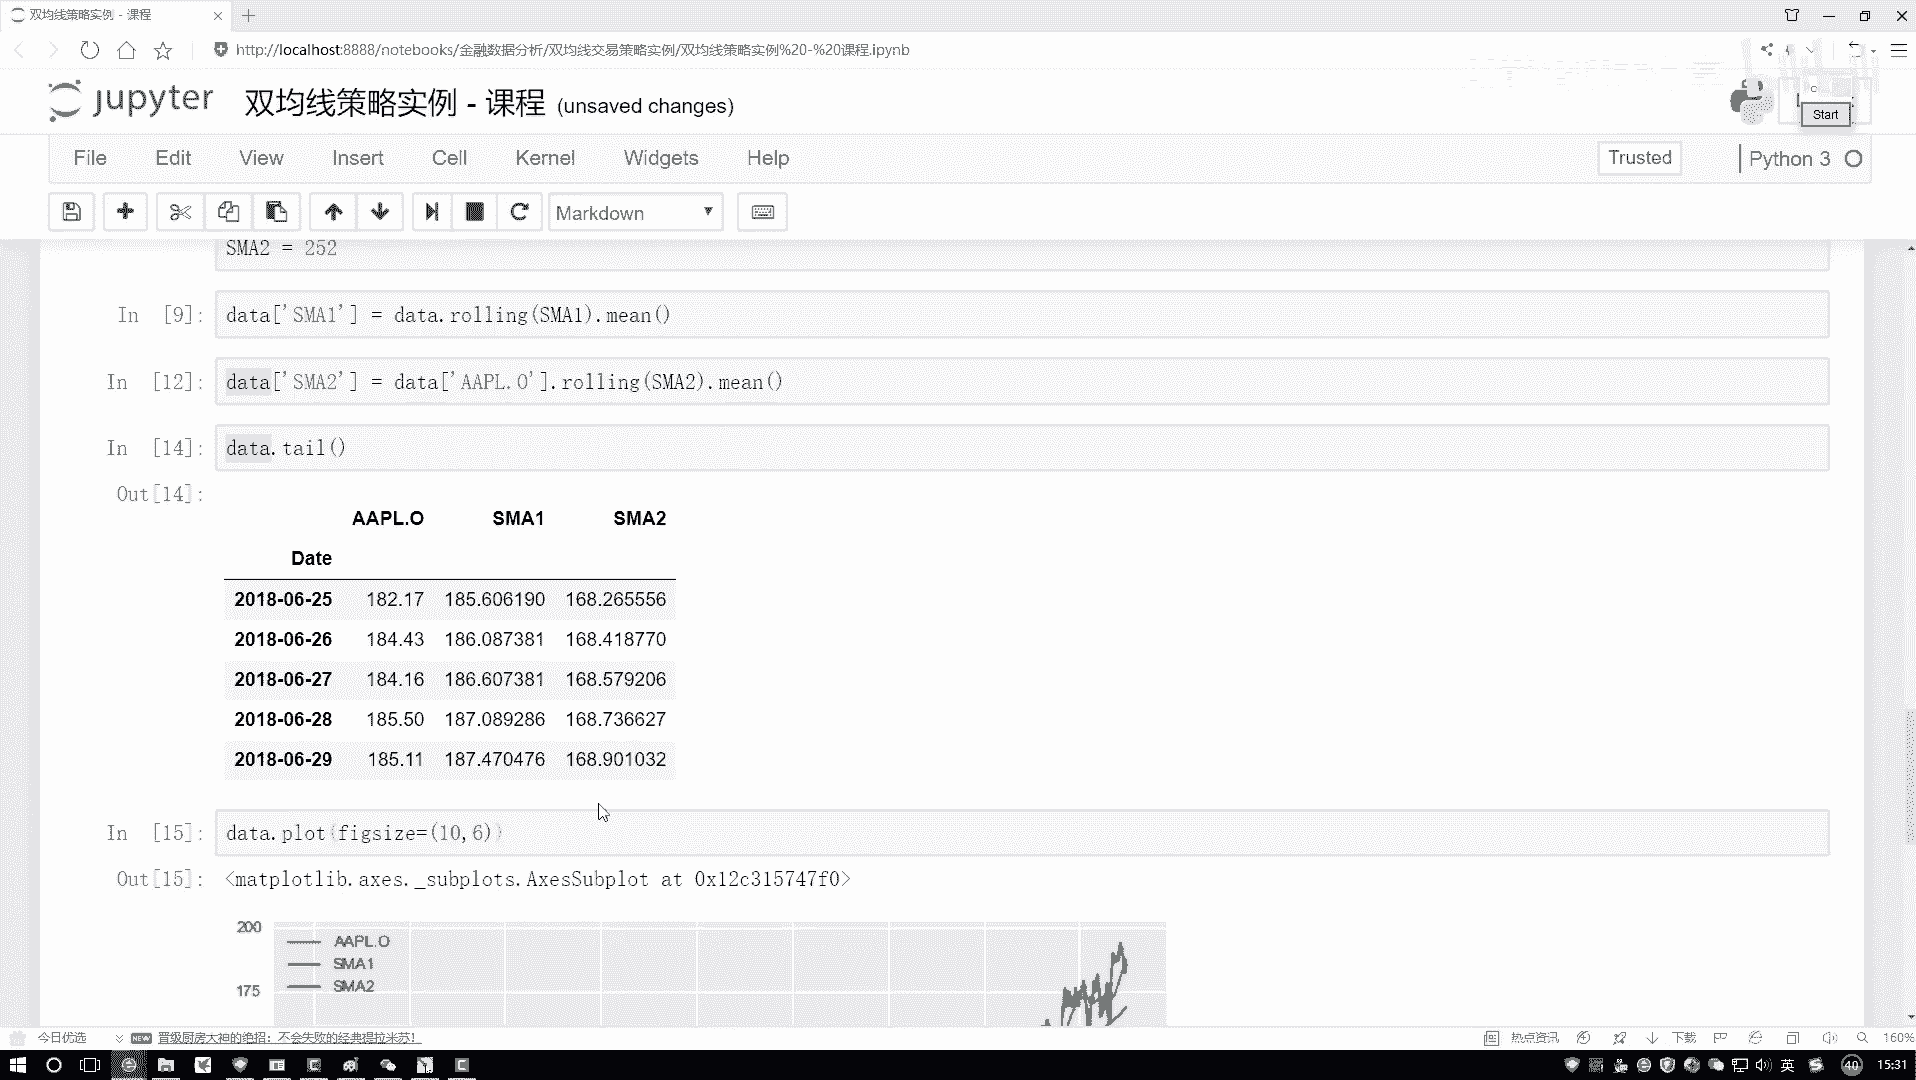 双均线策略实例 - 课程
http://localhost:8888/notebooks/金融数据分析/双均线交易策略实例/双均线策略实例%20-%20课程.ipynb
jupyter 双均线策略实例 - 课程 (unsaved changes)
Start
File Edit View Insert Cell Kernel Widgets Help Trusted Python 3
Markdown
SMA2 = 252
In [9]: data['SMA1'] = data.rolling(SMA1).mean()
In [12]: data['SMA2'] = data['AAPL.O'].rolling(SMA2).mean()
In [14]: data.tail()
Out[14]:
AAPL.O SMA1 SMA2
Date
2018-06-25 182.17 185.606190 168.265556
2018-06-26 184.43 186.087381 168.418770
2018-06-27 184.16 186.607381 168.579206
2018-06-28 185.50 187.089286 168.736627
2018-06-29 185.11 187.470476 168.901032
In [15]: data.plot(figsize=(10,6))
Out[15]: <matplotlib.axes._subplots.AxesSubplot at 0x12c315747f0>
200
AAPL.O
SMA1
SMA2
175
今日优选 NEW 晋级厨房大神的绝招：不会失败的经典提拉米苏！ 热点资讯 下载 160%
英 40 15:31